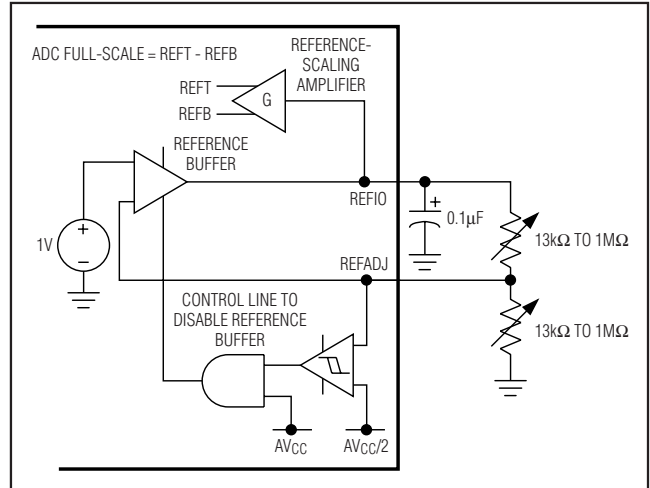 ADC FULL-SCALE = REFT - REFB
REFERENCE-
SCALING
AMPLIFIER
REFT
REFB
G
REFERENCE
BUFFER
1V
+
−
REFIO
+
0.1µF
13kΩ TO 1MΩ
REFADJ
CONTROL LINE TO
DISABLE REFERENCE
BUFFER
13kΩ TO 1MΩ
AVCC
AVCC/2